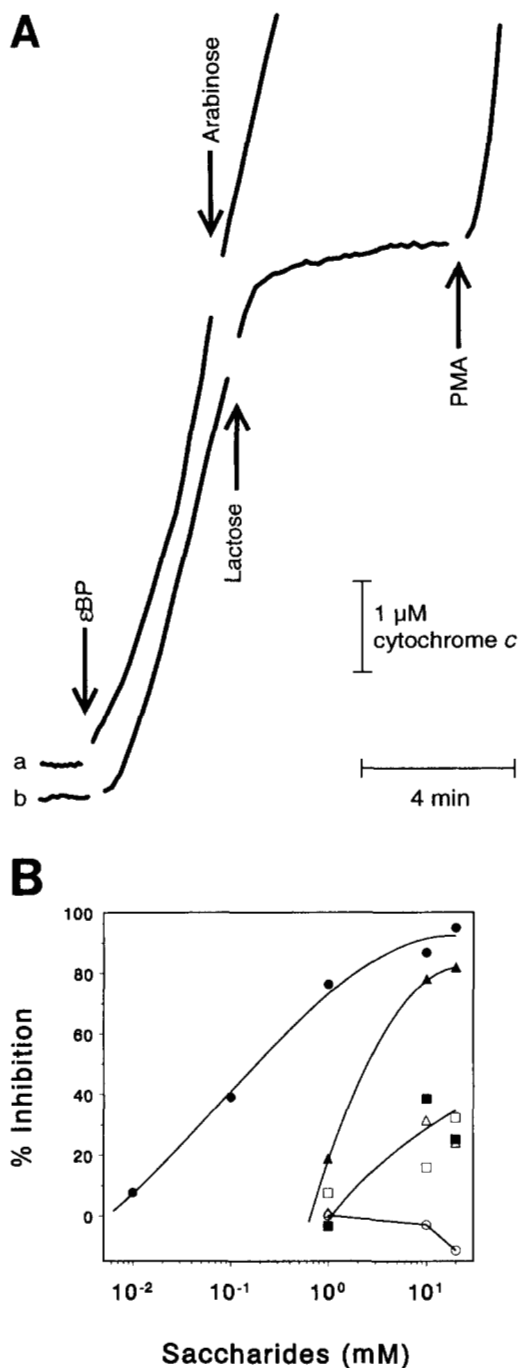 A
Arabinose
εBP
Lactose
PMA
1 μM
cytochrome c
a
b
4 min
B
100
80
60
40
20
0
% Inhibition
10⁻²
10⁻¹
10⁰
10¹
Saccharides (mM)